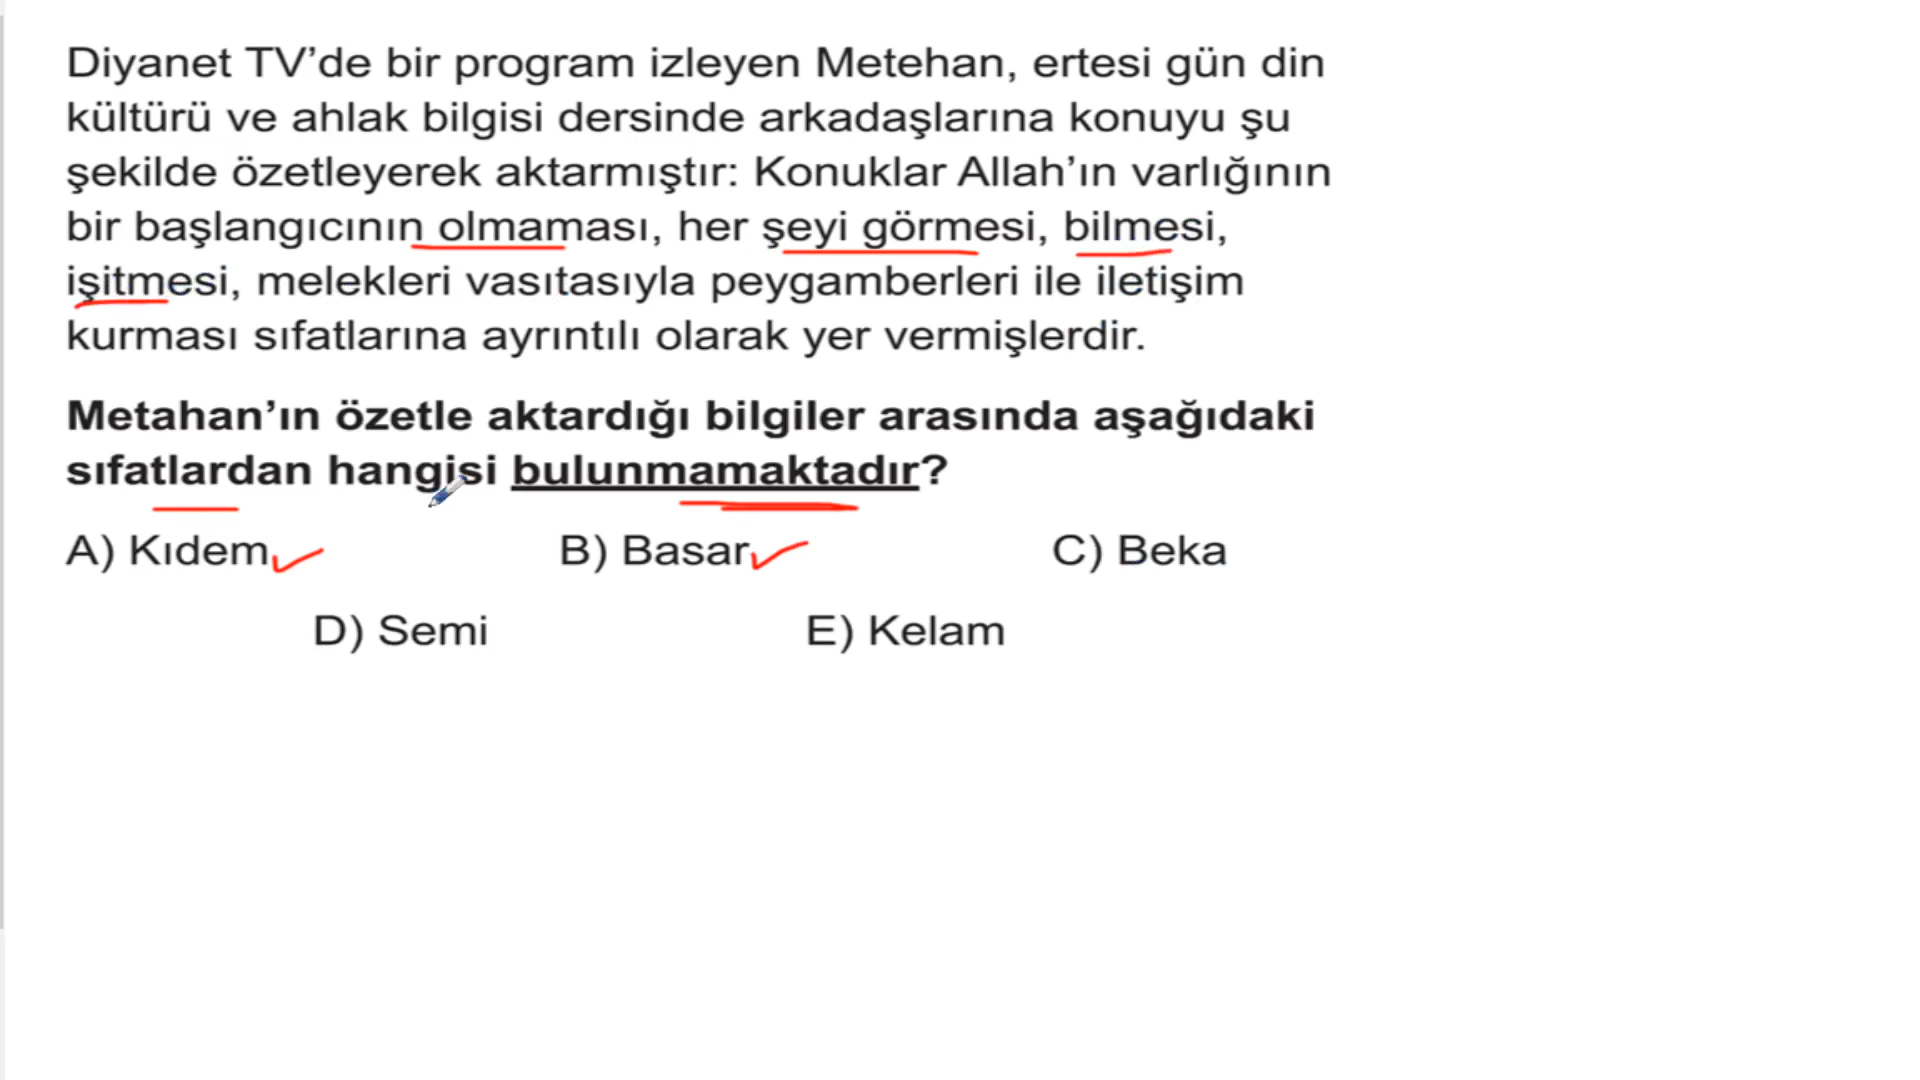 Diyanet TV’de bir program izleyen Metehan, ertesi gün din
kültürü ve ahlak bilgisi dersinde arkadaşlarına konuyu şu
şekilde özetleyerek aktarmıştır: Konuklar Allah’ın varlığının
bir başlangıcının olmaması, her şeyi görmesi, bilmesi,
işitmesi, melekleri vasıtasıyla peygamberleri ile iletişim
kurması sıfatlarına ayrıntılı olarak yer vermişlerdir.
Metahan’ın özetle aktardığı bilgiler arasında aşağıdaki
sıfatlardan hangisi bulunmamaktadır?
A) Kıdem B) Basar C) Beka
D) Semi E) Kelam